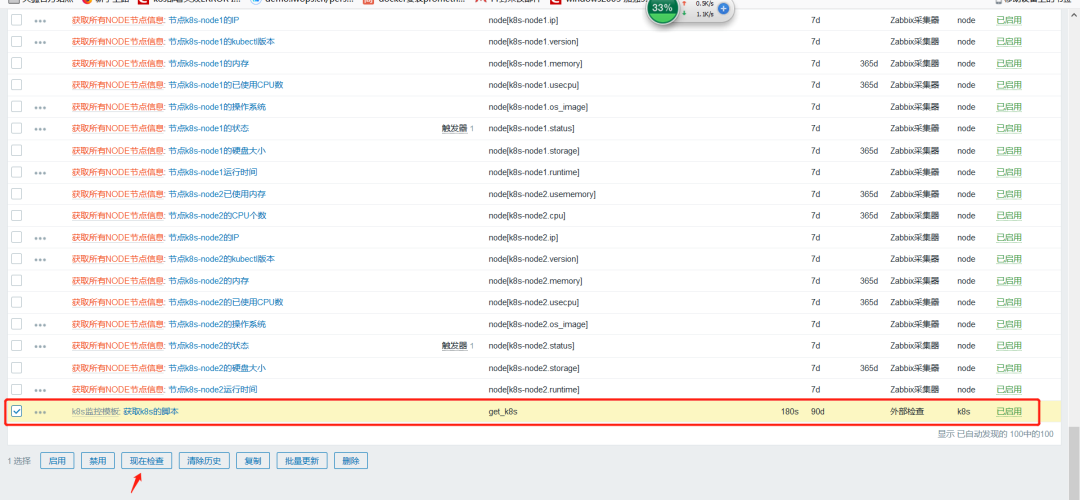 33% 0.5K/s
1.1K/s
获取所有NODE节点信息: 节点k8s-node1的IP node[k8s-node1.ip] 7d Zabbix采集器 node 已启用
获取所有NODE节点信息: 节点k8s-node1的kubectl版本 node[k8s-node1.version] 7d Zabbix采集器 node 已启用
获取所有NODE节点信息: 节点k8s-node1的内存 node[k8s-node1.memory] 7d 365d Zabbix采集器 node 已启用
获取所有NODE节点信息: 节点k8s-node1的已使用CPU数 node[k8s-node1.usecpu] 7d 365d Zabbix采集器 node 已启用
获取所有NODE节点信息: 节点k8s-node1的操作系统 node[k8s-node1.os_image] 7d Zabbix采集器 node 已启用
获取所有NODE节点信息: 节点k8s-node1的状态 触发器 1 node[k8s-node1.status] 7d Zabbix采集器 node 已启用
获取所有NODE节点信息: 节点k8s-node1的硬盘大小 node[k8s-node1.storage] 7d 365d Zabbix采集器 node 已启用
获取所有NODE节点信息: 节点k8s-node1运行时间 node[k8s-node1.runtime] 7d Zabbix采集器 node 已启用
获取所有NODE节点信息: 节点k8s-node2已使用内存 node[k8s-node2.usememory] 7d 365d Zabbix采集器 node 已启用
获取所有NODE节点信息: 节点k8s-node2的CPU个数 node[k8s-node2.cpu] 7d 365d Zabbix采集器 node 已启用
获取所有NODE节点信息: 节点k8s-node2的IP node[k8s-node2.ip] 7d Zabbix采集器 node 已启用
获取所有NODE节点信息: 节点k8s-node2的kubectl版本 node[k8s-node2.version] 7d Zabbix采集器 node 已启用
获取所有NODE节点信息: 节点k8s-node2的内存 node[k8s-node2.memory] 7d 365d Zabbix采集器 node 已启用
获取所有NODE节点信息: 节点k8s-node2的已使用CPU数 node[k8s-node2.usecpu] 7d 365d Zabbix采集器 node 已启用
获取所有NODE节点信息: 节点k8s-node2的操作系统 node[k8s-node2.os_image] 7d Zabbix采集器 node 已启用
获取所有NODE节点信息: 节点k8s-node2的状态 触发器 1 node[k8s-node2.status] 7d Zabbix采集器 node 已启用
获取所有NODE节点信息: 节点k8s-node2的硬盘大小 node[k8s-node2.storage] 7d 365d Zabbix采集器 node 已启用
获取所有NODE节点信息: 节点k8s-node2运行时间 node[k8s-node2.runtime] 7d Zabbix采集器 node 已启用
k8s监控模板: 获取k8s的脚本 get_k8s 180s 90d 外部检查 k8s 已启用
显示 已自动发现的 100中的100
1 选择 启用 禁用 现在检查 清除历史 复制 批量更新 删除